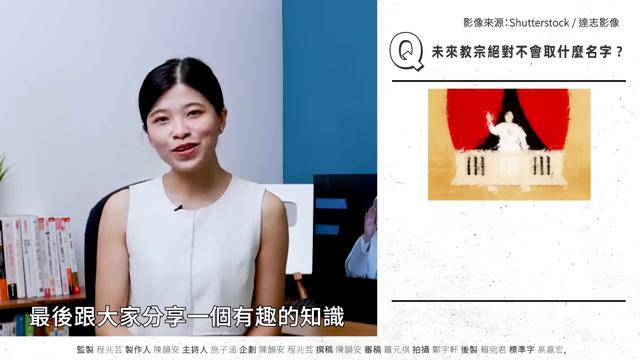 影像來源:Shutterstock / 達志影像
Q 未來教宗絕對不會取什麼名字?
最後跟大家分享一個有趣的知識
監製 程兆芸 製作人 陳韻安 主持人 施子涵 企劃 陳韻安 程兆芸 撰稿 陳韻安 審稿 羅元祺 拍攝 鄭宇軒 後製 賴宛君 標準字 高嘉宏.